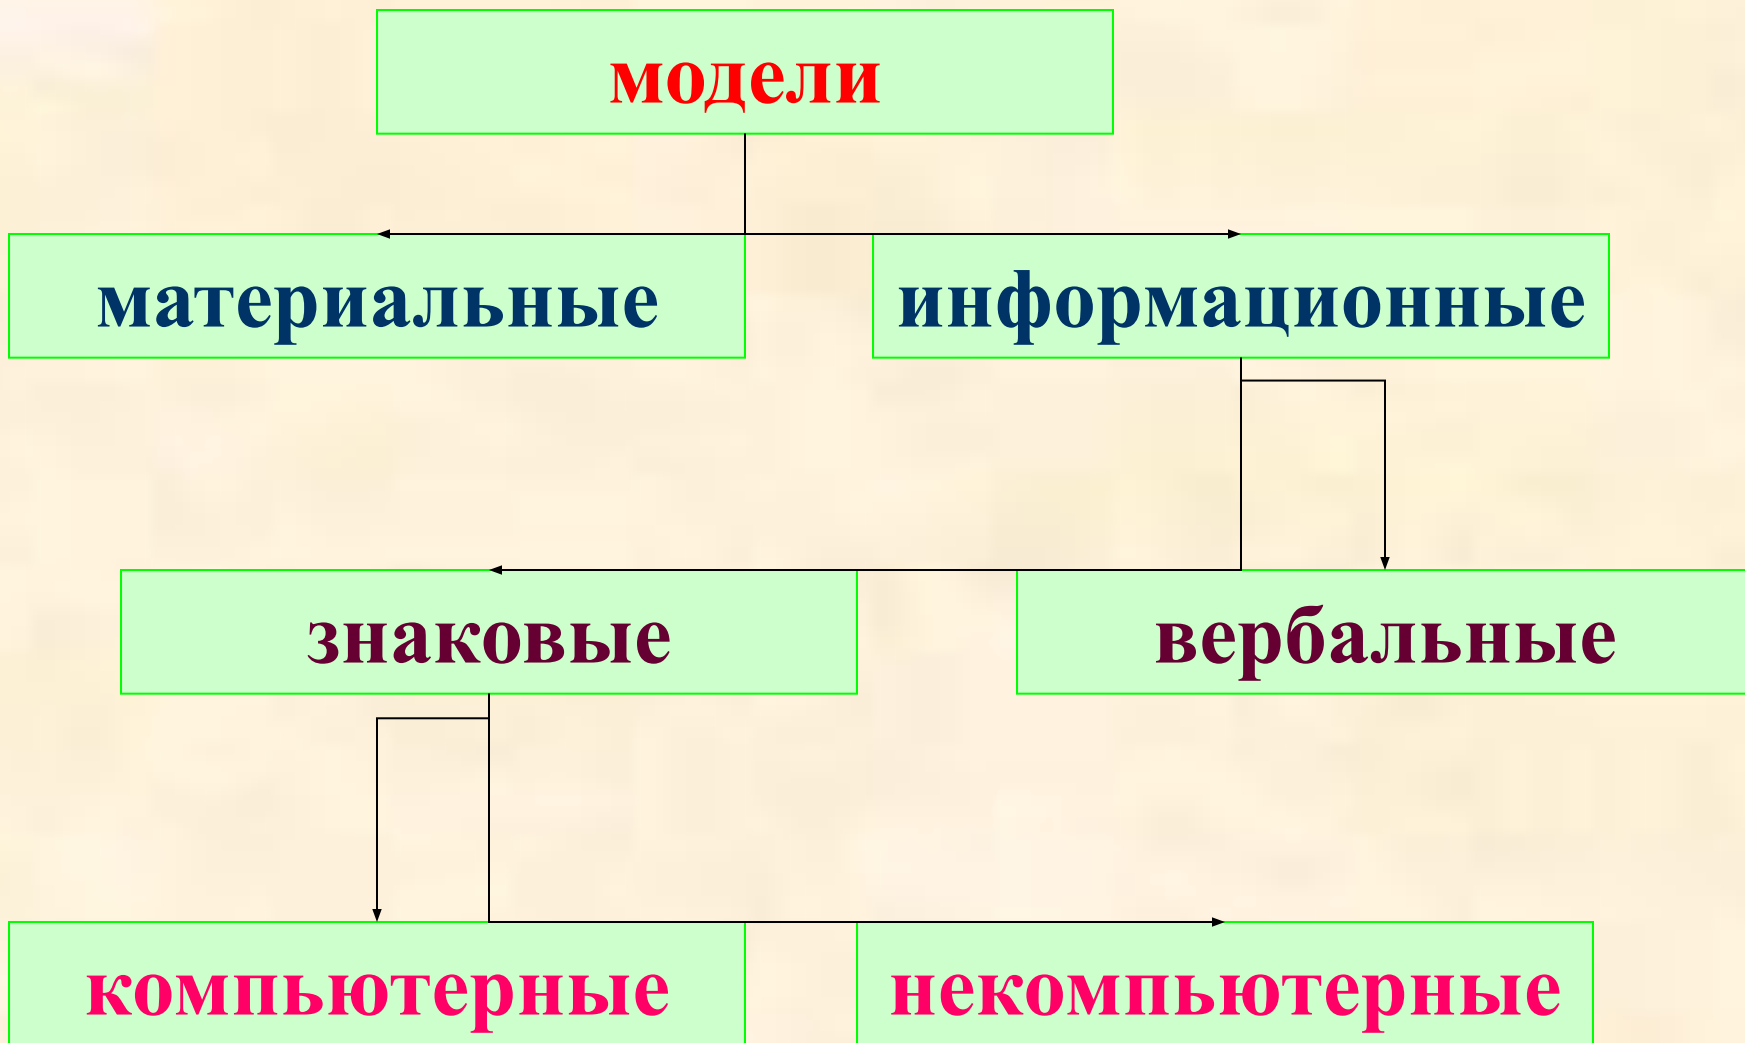 модели
материальные
информационные
знаковые
вербальные
компьютерные
некомпьютерные